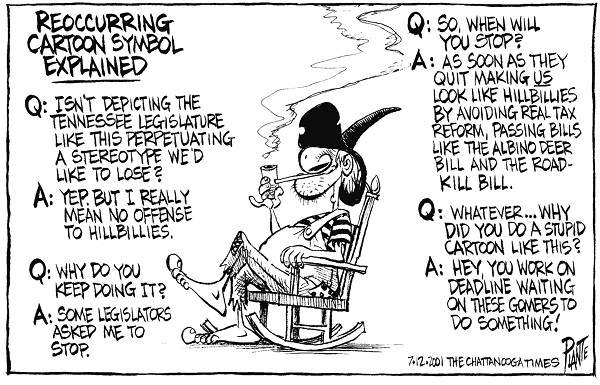 REOCCURRING
CARTOON SYMBOL
EXPLAINED
Q: ISN'T DEPICTING THE
TENNESSEE LEGISLATURE
LIKE THIS PERPETUATING
A STEREOTYPE WE'D
LIKE TO LOSE?
A: YEP. BUT I REALLY
MEAN NO OFFENSE
TO HILLBILLIES.
Q: WHY DO YOU
KEEP DOING IT?
A: SOME LEGISLATORS
ASKED ME TO
STOP.
Q: SO, WHEN WILL
YOU STOP?
A: AS SOON AS THEY
QUIT MAKING US
LOOK LIKE HILLBILLIES
BY AVOIDING REAL TAX
REFORM, PASSING BILLS
LIKE THE ALBINO DEER
BILL AND THE ROAD-
KILL BILL.
Q: WHATEVER... WHY
DID YOU DO A STUPID
CARTOON LIKE THIS?
A: HEY, YOU WORK ON
DEADLINE WAITING
ON THESE GOMERS TO
DO SOMETHING!
7.12.2001 THE CHATTANOOGA TIMES
PLANTE